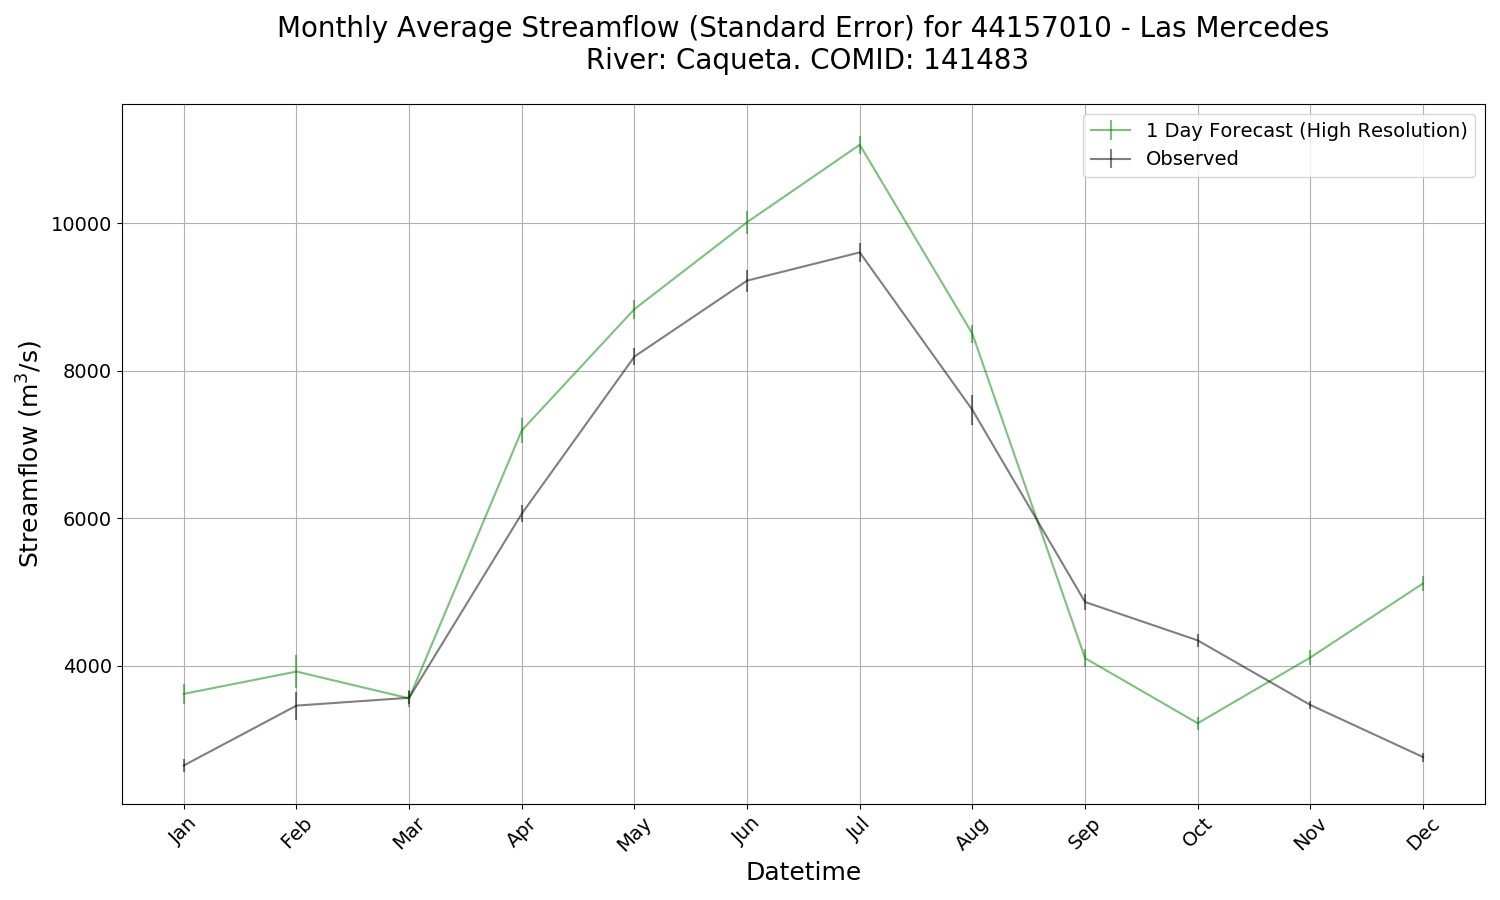 Monthly Average Streamflow (Standard Error) for 44157010 - Las Mercedes
River: Caqueta. COMID: 141483
1 Day Forecast (High Resolution)
Observed
Streamflow (m³/s)
10000
8000
6000
4000
Jan
Feb
Mar
Apr
May
Jun
Jul
Aug
Sep
Oct
Nov
Dec
Datetime